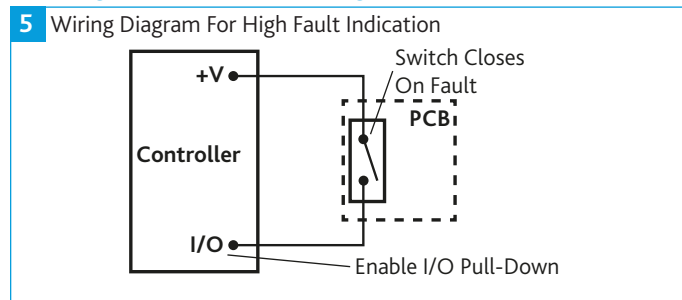 5 Wiring Diagram For High Fault Indication
Switch Closes
On Fault
+V
PCB
Controller
I/O
Enable I/O Pull-Down